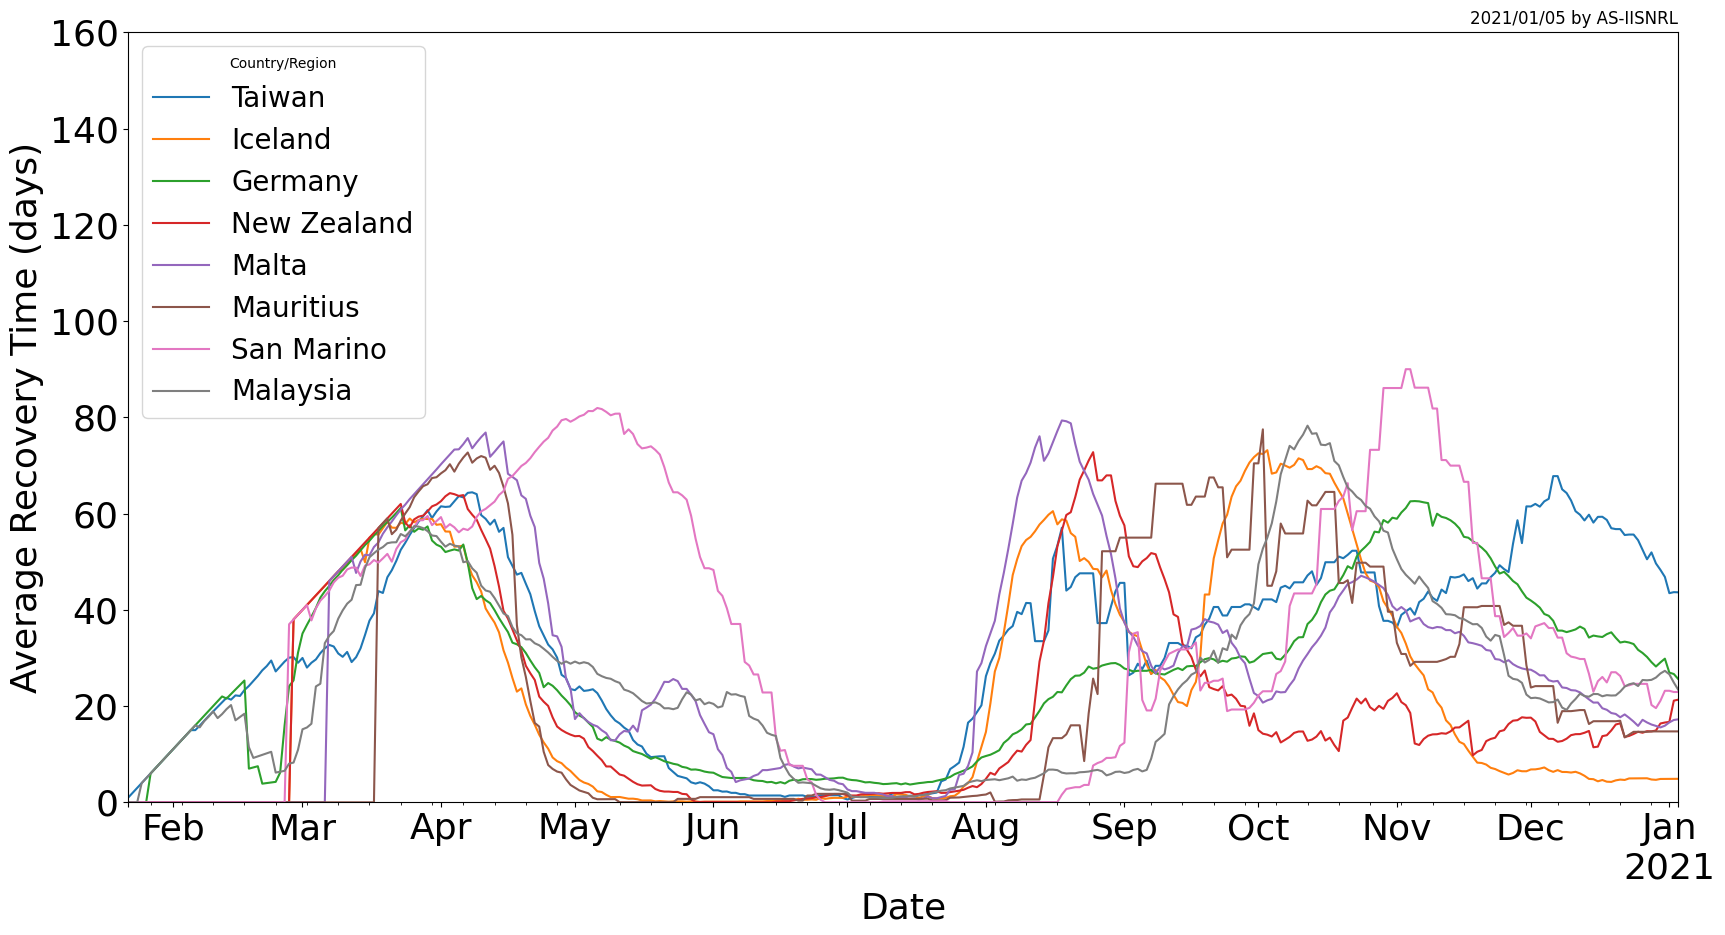 2021/01/05 by AS-IISNRL
160
140
120
100
80
60
40
20
0
Average Recovery Time (days)
Country/Region
Taiwan
Iceland
Germany
New Zealand
Malta
Mauritius
San Marino
Malaysia
Feb Mar Apr May Jun Jul Aug Sep Oct Nov Dec Jan
2021
Date